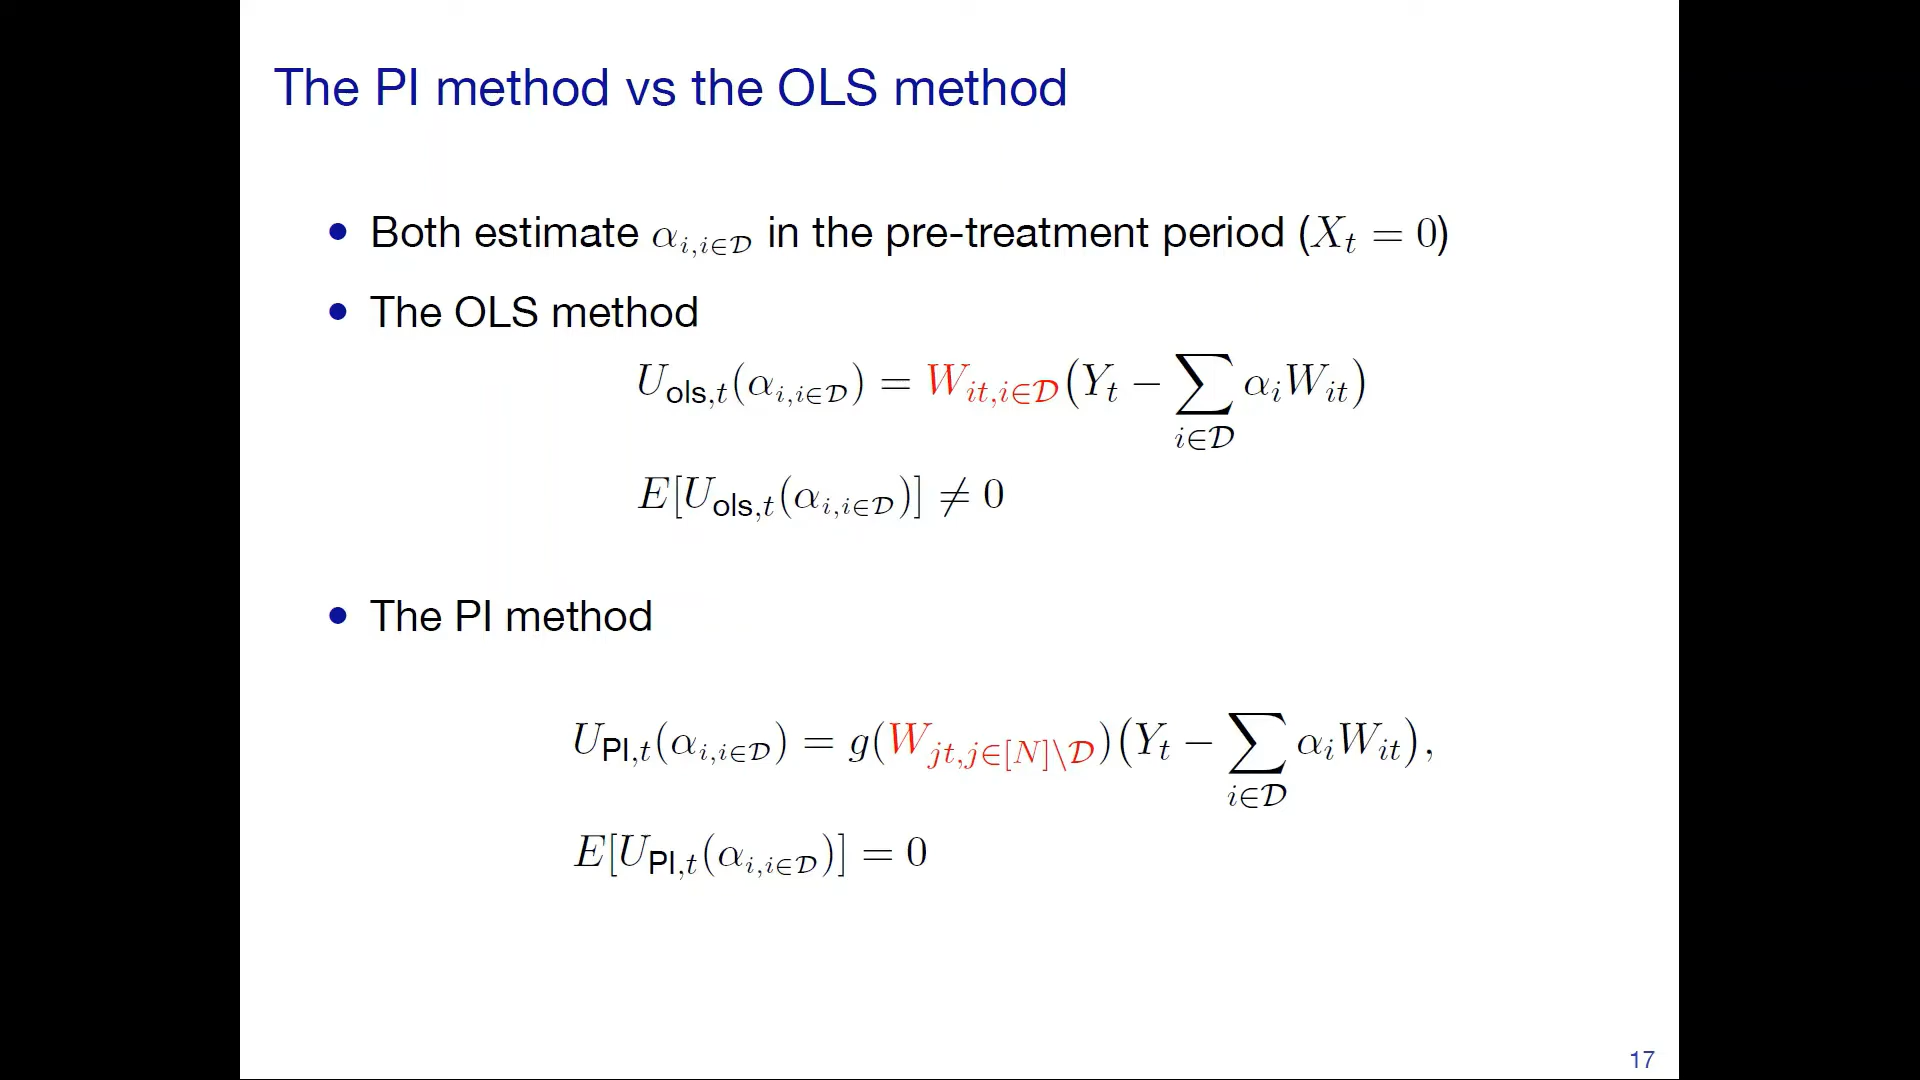 The PI method vs the OLS method
• Both estimate α_{i,i∈𝒟} in the pre-treatment period (X_t = 0)
• The OLS method
U_{ols,t}(α_{i,i∈𝒟}) = W_{it,i∈𝒟}(Y_t − ∑_{i∈𝒟} α_i W_{it})
E[U_{ols,t}(α_{i,i∈𝒟})] ≠ 0
• The PI method
U_{PI,t}(α_{i,i∈𝒟}) = g(W_{jt,j∈[N]\𝒟})(Y_t − ∑_{i∈𝒟} α_i W_{it}),
E[U_{PI,t}(α_{i,i∈𝒟})] = 0
17